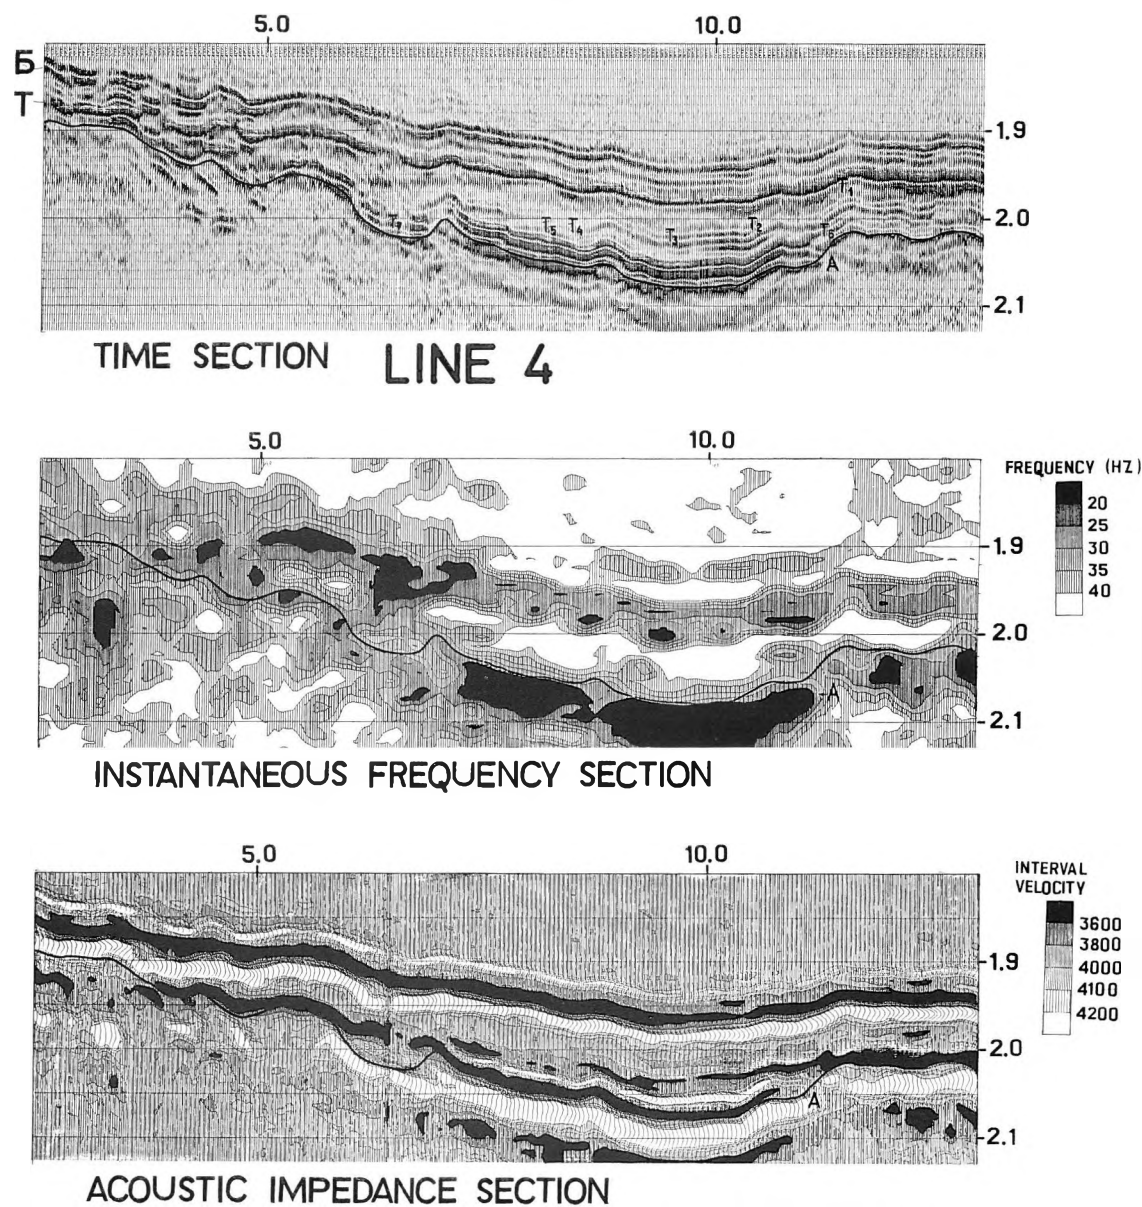 5.0 10.0
Б
T
1.9
T₁
T₇ T₅ T₄ T₃ T₂ T₆
2.0
A
2.1
TIME SECTION LINE 4
5.0 10.0
FREQUENCY (HZ)
20
25
30
35
40
1.9
2.0
A
2.1
INSTANTANEOUS FREQUENCY SECTION
5.0 10.0
INTERVAL
VELOCITY
3600
3800
4000
4100
4200
1.9
2.0
A
2.1
ACOUSTIC IMPEDANCE SECTION